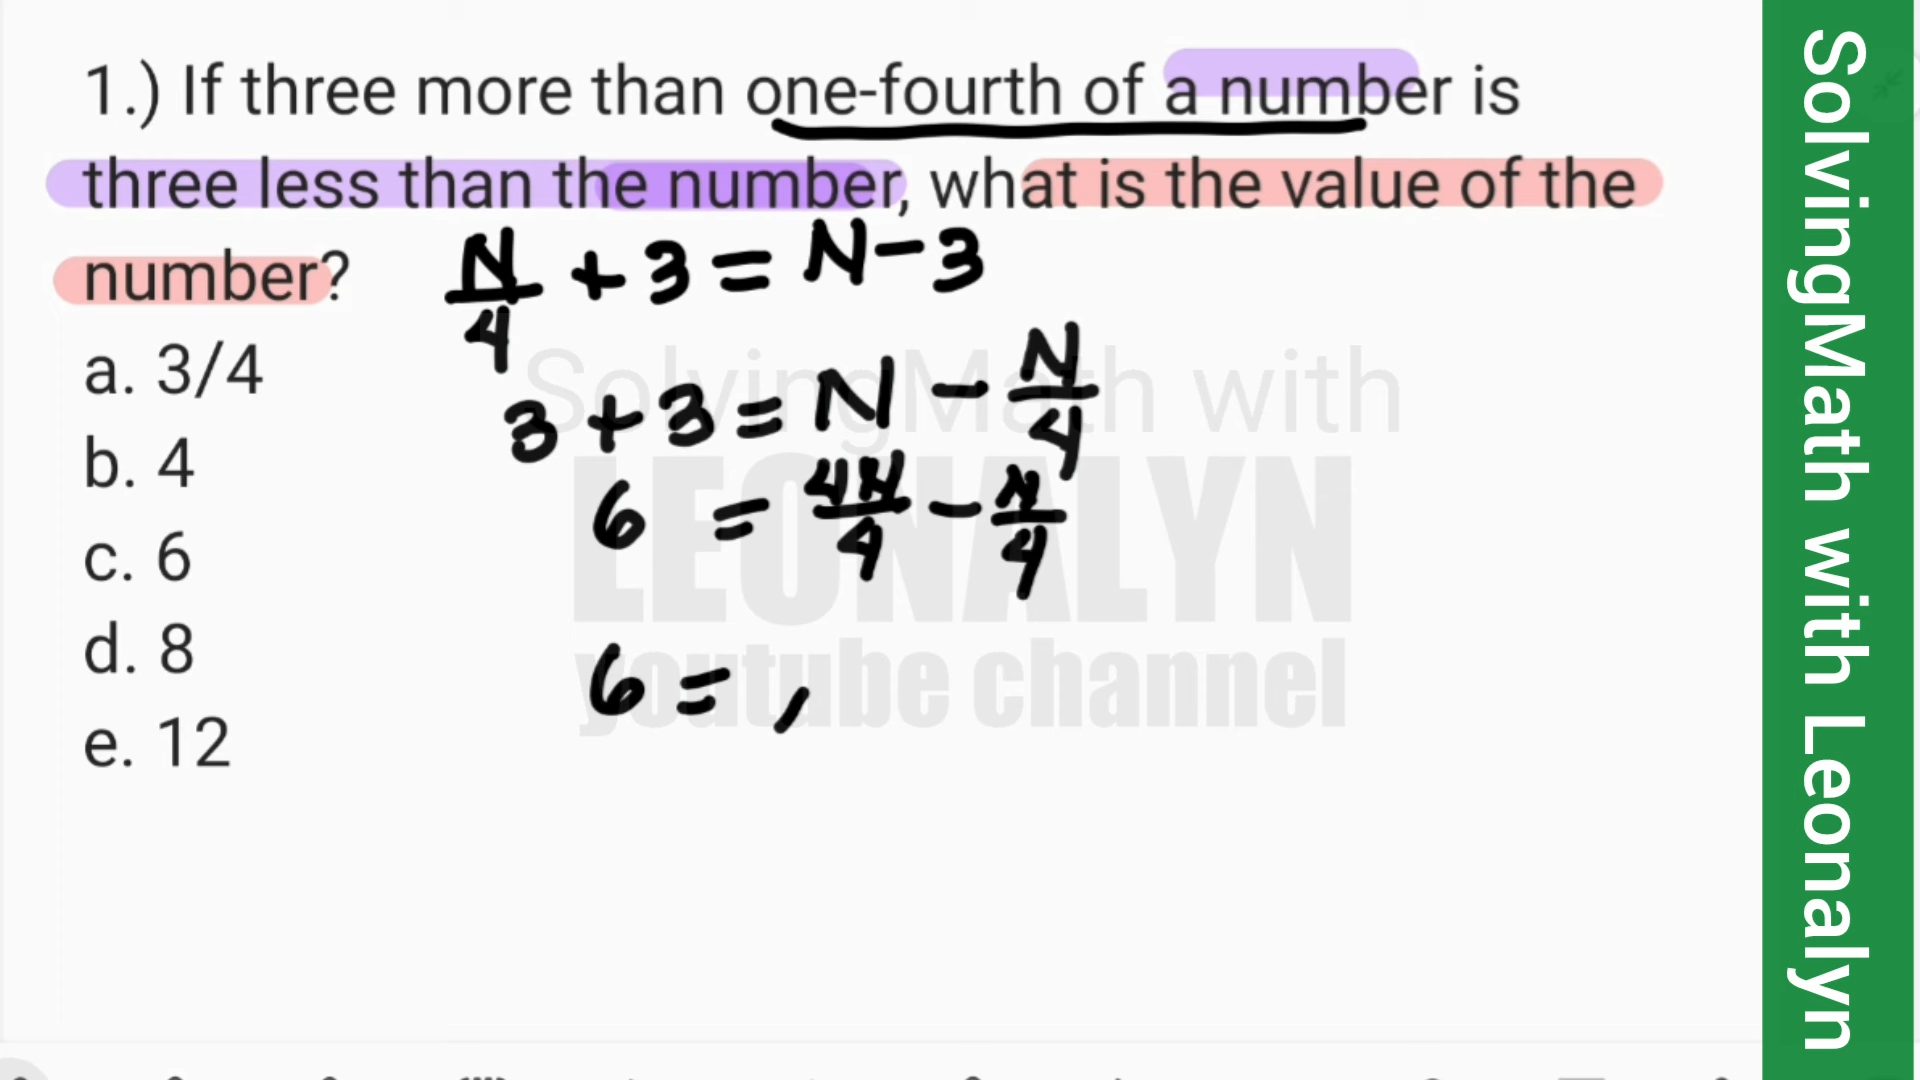 1.) If three more than one-fourth of a number is
three less than the number, what is the value of the
number?
N/4 + 3 = N - 3
a. 3/4
3 + 3 = N - N/4
b. 4
6 = 4N/4 - N/4
c. 6
d. 8
6 =
e. 12
SolvingMath with
LEONALYN
youtube channel
SolvingMath with Leonalyn